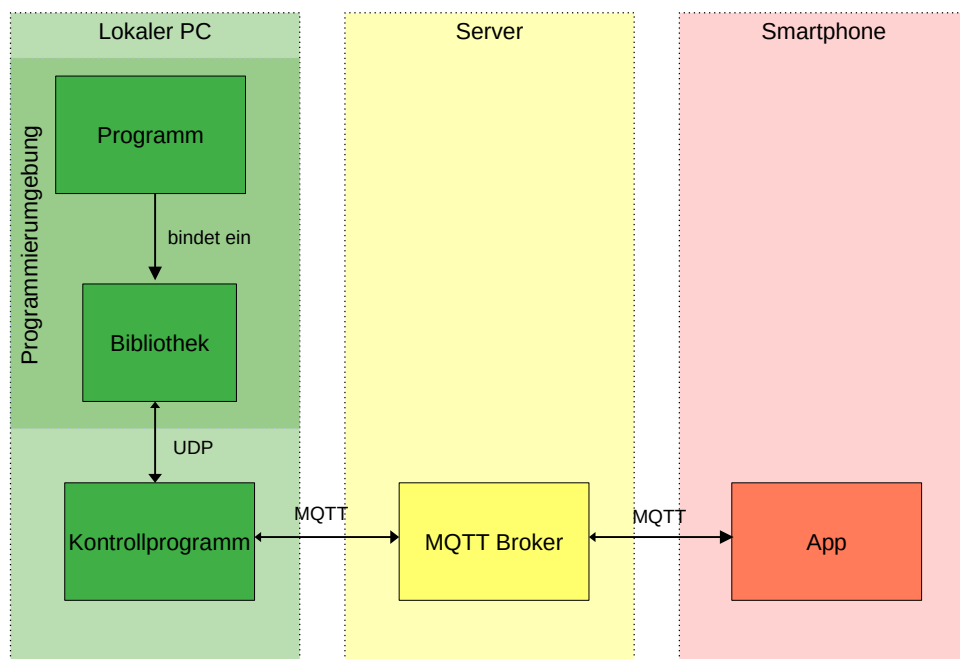 Lokaler PC
Server
Smartphone
Programmierumgebung
Programm
bindet ein
Bibliothek
UDP
Kontrollprogramm
MQTT
MQTT Broker
MQTT
App